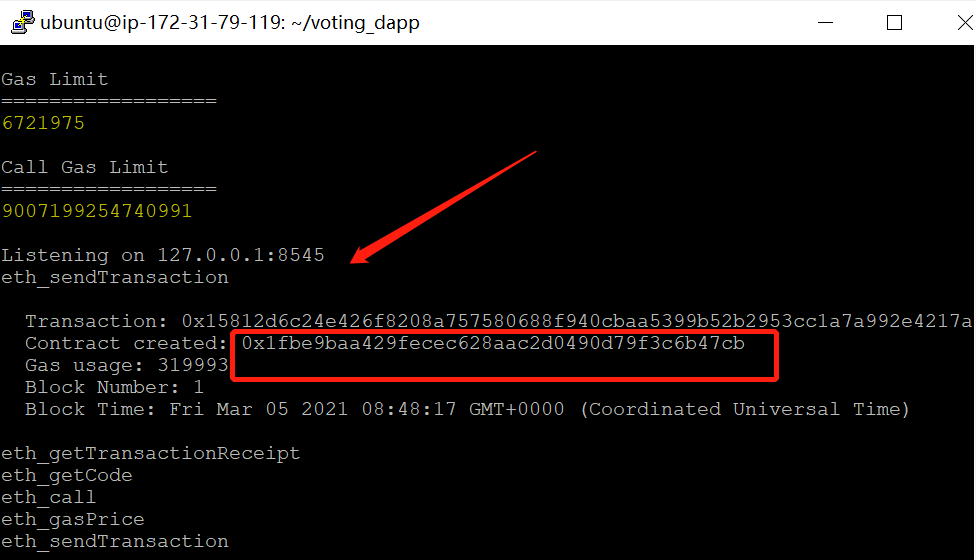 ubuntu@ip-172-31-79-119: ~/voting_dapp
Gas Limit
==================
6721975
Call Gas Limit
==================
9007199254740991
Listening on 127.0.0.1:8545
eth_sendTransaction
Transaction: 0x15812d6c24e426f8208a757580688f940cbaa5399b52b2953cc1a7a992e4217a
Contract created: 0x1fbe9baa429fecec628aac2d0490d79f3c6b47cb
Gas usage: 319993
Block Number: 1
Block Time: Fri Mar 05 2021 08:48:17 GMT+0000 (Coordinated Universal Time)
eth_getTransactionReceipt
eth_getCode
eth_call
eth_gasPrice
eth_sendTransaction